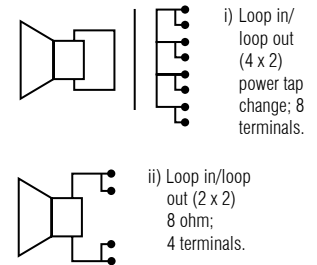 i) Loop in/
loop out
(4 x 2)
power tap
change; 8
terminals.
ii) Loop in/loop
out (2 x 2)
8 ohm;
4 terminals.